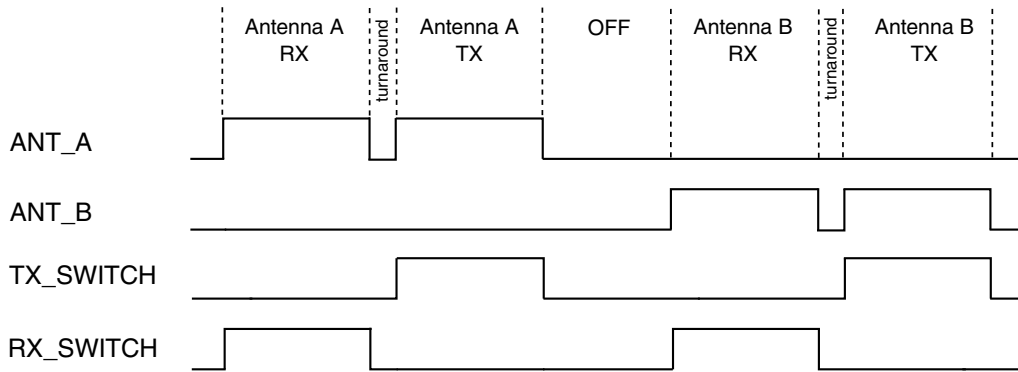 Antenna A
RX
turnaround
Antenna A
TX
OFF
Antenna B
RX
turnaround
Antenna B
TX
ANT_A
ANT_B
TX_SWITCH
RX_SWITCH